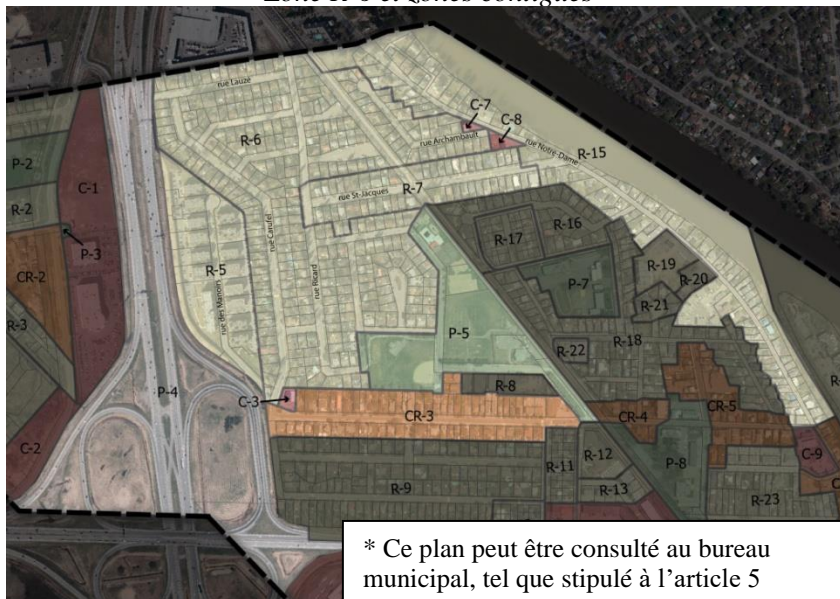 Zone R-6 et zones contiguës
rue Lauzé
C-7
C-8
R-6
rue Archambault
rue Notre-Dame
R-15
P-2
C-1
R-7
rue St-Jacques
R-2
P-3
R-17
R-16
rue Carufel
CR-2
R-5
rue Ricard
R-19
R-20
P-7
rue des Manoirs
R-21
R-3
P-5
R-18
R-22
P-4
R-8
C-3
CR-3
CR-4
CR-5
C-2
C-9
R-12
P-8
R-11
R-9
R-13
R-23
* Ce plan peut être consulté au bureau
municipal, tel que stipulé à l'article 5